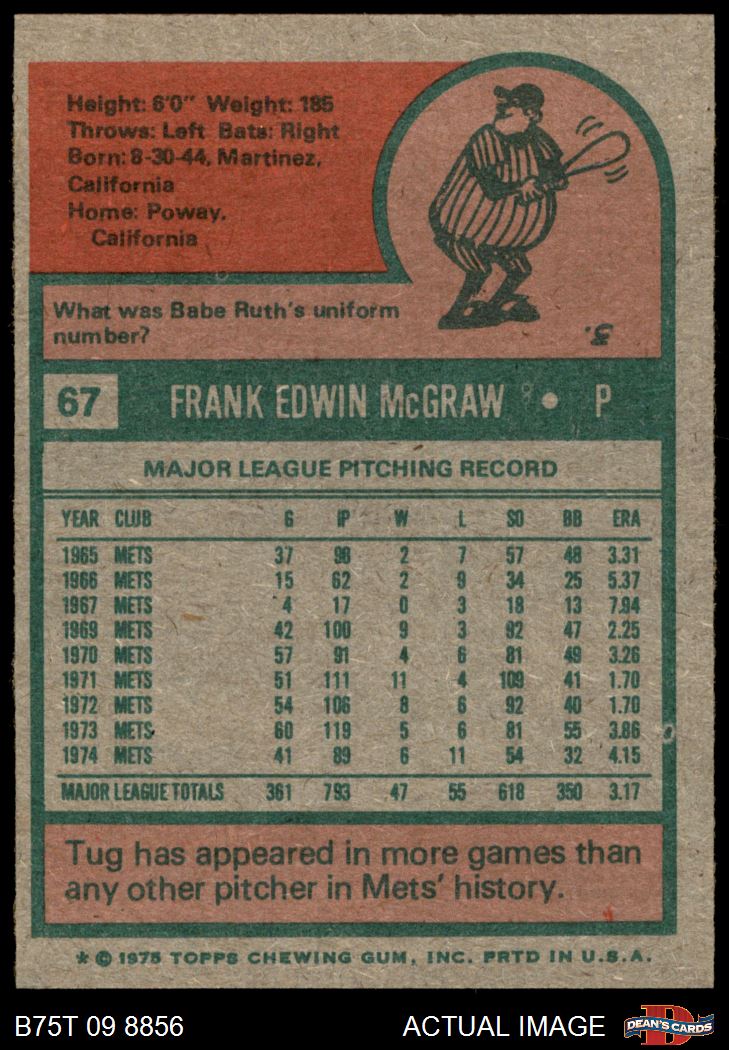 Height: 6'0" Weight: 185
Throws: Left Bats: Right
Born: 8-30-44, Martinez,
California
Home: Poway,
California
What was Babe Ruth's uniform
number?
3.
67 FRANK EDWIN McGRAW • P
MAJOR LEAGUE PITCHING RECORD
YEAR CLUB G IP W L SO BB ERA
1965 METS 37 98 2 7 57 48 3.31
1966 METS 15 62 2 9 34 25 5.37
1967 METS 4 17 0 3 18 13 7.94
1969 METS 42 100 9 3 92 47 2.25
1970 METS 57 91 4 6 81 49 3.26
1971 METS 51 111 11 4 109 41 1.70
1972 METS 54 106 8 6 92 40 1.70
1973 METS 60 119 5 6 81 55 3.86
1974 METS 41 89 6 11 54 32 4.15
MAJOR LEAGUE TOTALS 361 793 47 55 618 350 3.17
Tug has appeared in more games than
any other pitcher in Mets' history.
* © 1975 TOPPS CHEWING GUM, INC. PRTD IN U.S.A.
B75T 09 8856 ACTUAL IMAGE DEAN'S CARDS